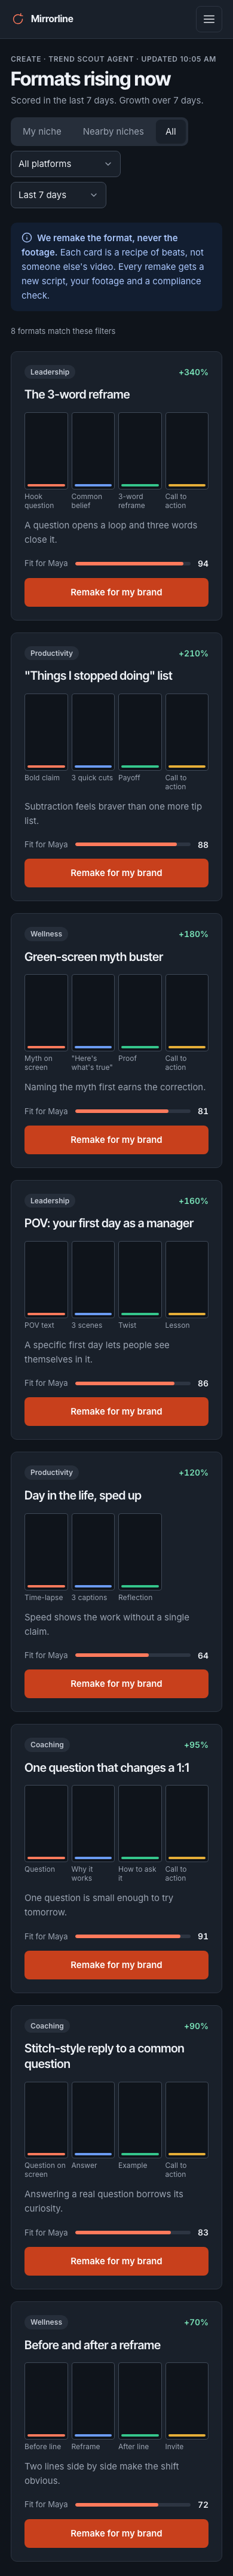 Mirrorline
CREATE · TREND SCOUT AGENT · UPDATED 10:05 AM
Formats rising now
Scored in the last 7 days. Growth over 7 days.
My niche Nearby niches All
All platforms
Last 7 days
We remake the format, never the
footage. Each card is a recipe of beats, not
someone else's video. Every remake gets a
new script, your footage and a compliance
check.
8 formats match these filters
Leadership +340%
The 3-word reframe
Hook question Common belief 3-word reframe Call to action
A question opens a loop and three words
close it.
Fit for Maya 94
Remake for my brand
Productivity +210%
"Things I stopped doing" list
Bold claim 3 quick cuts Payoff Call to action
Subtraction feels braver than one more tip
list.
Fit for Maya 88
Remake for my brand
Wellness +180%
Green-screen myth buster
Myth on screen "Here's what's true" Proof Call to action
Naming the myth first earns the correction.
Fit for Maya 81
Remake for my brand
Leadership +160%
POV: your first day as a manager
POV text 3 scenes Twist Lesson
A specific first day lets people see
themselves in it.
Fit for Maya 86
Remake for my brand
Productivity +120%
Day in the life, sped up
Time-lapse 3 captions Reflection
Speed shows the work without a single
claim.
Fit for Maya 64
Remake for my brand
Coaching +95%
One question that changes a 1:1
Question Why it works How to ask it Call to action
One question is small enough to try
tomorrow.
Fit for Maya 91
Remake for my brand
Coaching +90%
Stitch-style reply to a common
question
Question on screen Answer Example Call to action
Answering a real question borrows its
curiosity.
Fit for Maya 83
Remake for my brand
Wellness +70%
Before and after a reframe
Before line Reframe After line Invite
Two lines side by side make the shift
obvious.
Fit for Maya 72
Remake for my brand